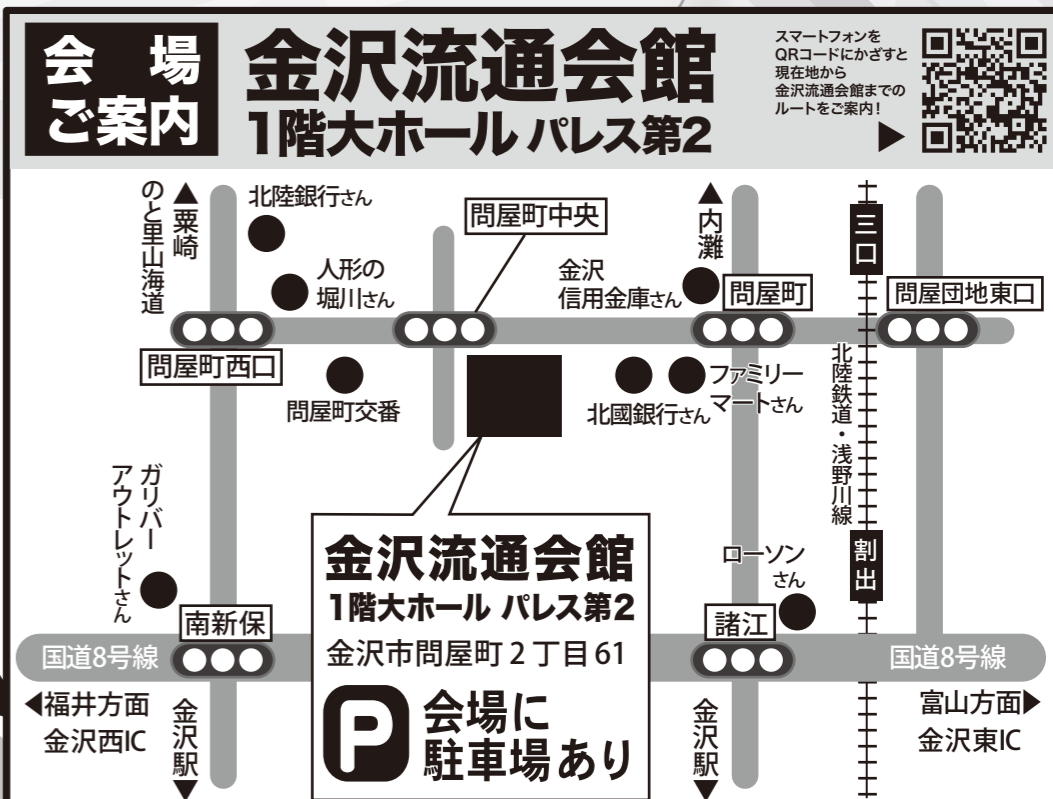 会場
ご案内
金沢流通会館
1階大ホール パレス第2
スマートフォンを
QRコードにかざすと
現在地から
金沢流通会館までの
ルートをご案内!
▶
のと里山海道
▲粟崎
北陸銀行さん
人形の
堀川さん
問屋町中央
金沢
信用金庫さん
▲内灘
問屋町
三口
問屋団地東口
問屋町西口
問屋町交番
北國銀行さん
ファミリー
マートさん
北陸鉄道・浅野川線
ガリバー
アウトレットさん
金沢流通会館
1階大ホール パレス第2
金沢市問屋町2丁目61
P
会場に
駐車場あり
ローソン
さん
割出
南新保
諸江
国道8号線
国道8号線
◀福井方面
金沢西IC
金沢駅▼
金沢駅▼
富山方面▶
金沢東IC